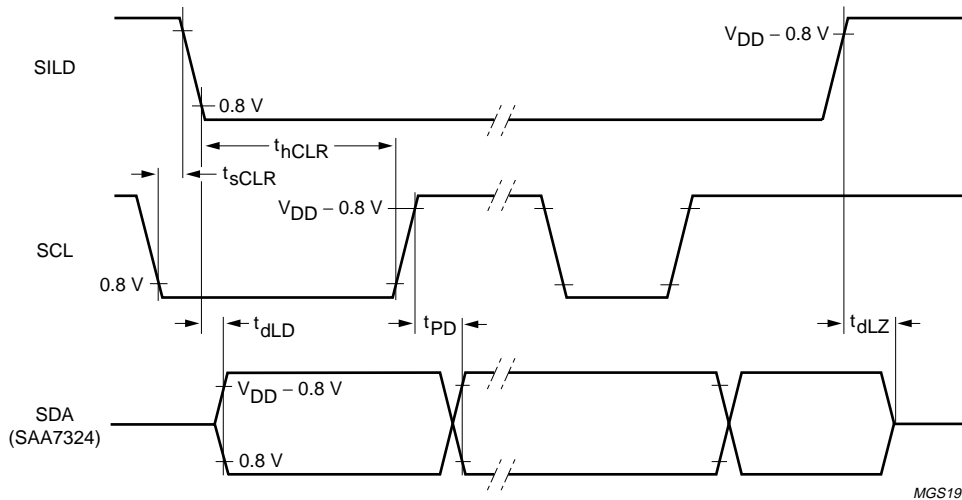 V_DD – 0.8 V
SILD
0.8 V
t_hCLR
t_sCLR
V_DD – 0.8 V
SCL
0.8 V
t_dLD
t_PD
t_dLZ
V_DD – 0.8 V
SDA
(SAA7324)
0.8 V
MGS19